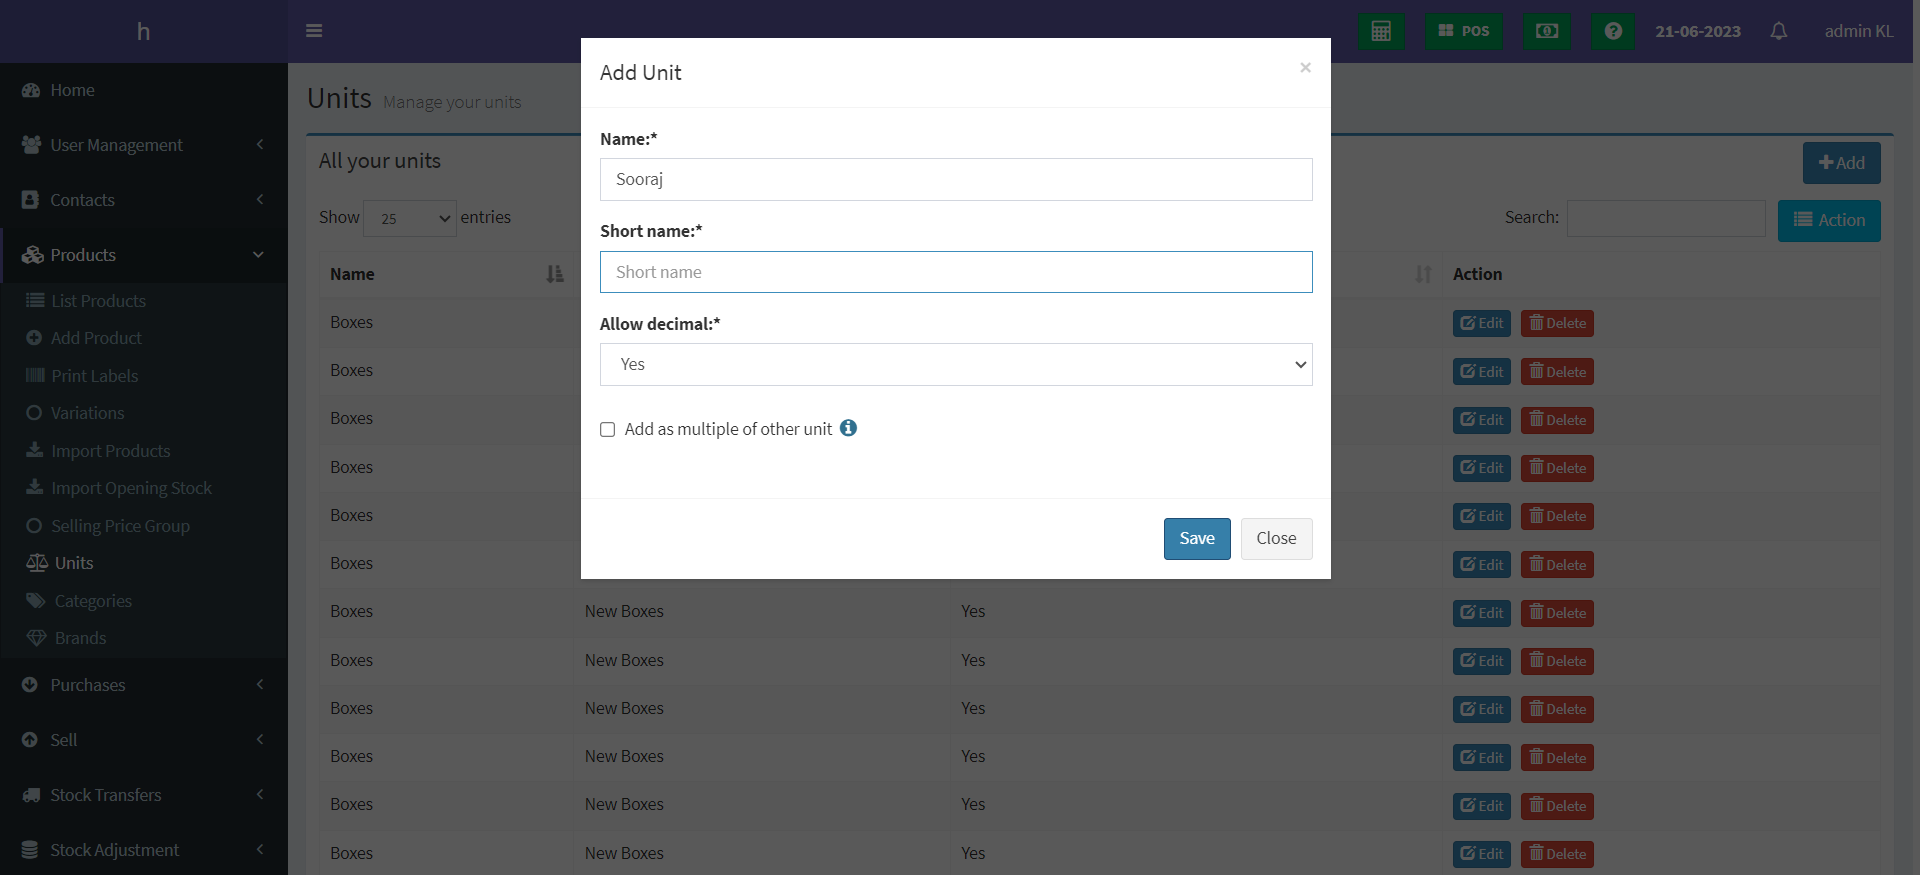 h
POS
21-06-2023
admin KL
Home
User Management
Contacts
Products
List Products
Add Product
Print Labels
Variations
Import Products
Import Opening Stock
Selling Price Group
Units
Categories
Brands
Purchases
Sell
Stock Transfers
Stock Adjustment
Units Manage your units
All your units
Add
Show 25 entries
Search:
Action
Name Action
Boxes Edit Delete
Boxes Edit Delete
Boxes Edit Delete
Boxes Edit Delete
Boxes Edit Delete
Boxes Edit Delete
Boxes New Boxes Yes Edit Delete
Boxes New Boxes Yes Edit Delete
Boxes New Boxes Yes Edit Delete
Boxes New Boxes Yes Edit Delete
Boxes New Boxes Yes Edit Delete
Boxes New Boxes Yes Edit Delete
Add Unit
×
Name:*
Sooraj
Short name:*
Short name
Allow decimal:*
Yes
Add as multiple of other unit
Save Close